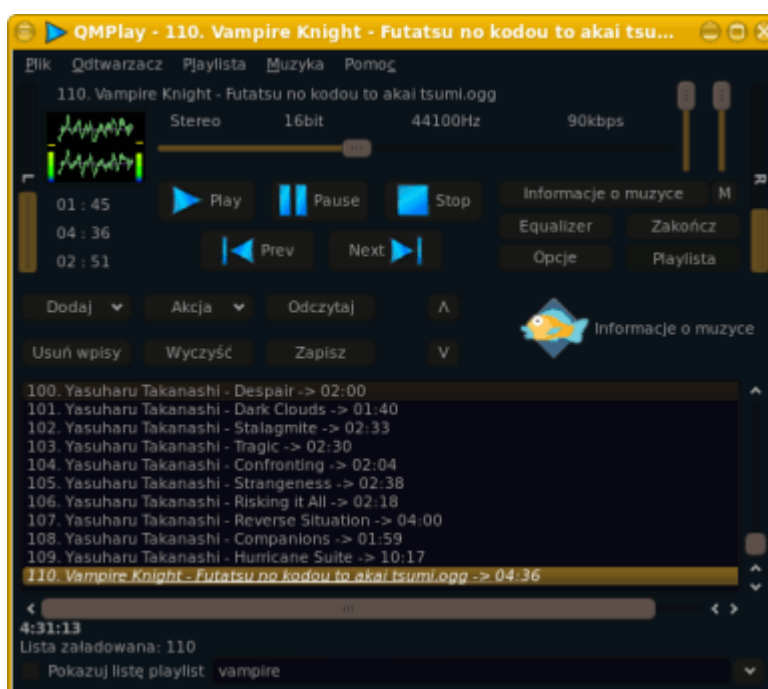 QMPlay - 110. Vampire Knight - Futatsu no kodou to akai tsu...
Plik Odtwarzacz Playlista Muzyka Pomoc
110. Vampire Knight - Futatsu no kodou to akai tsumi.ogg
Stereo 16bit 44100Hz 90kbps
L R
01 : 45
04 : 36
02 : 51
Play Pause Stop
Prev Next
Informacje o muzyce M
Equalizer Zakończ
Opcje Playlista
Dodaj Akcja Odczytaj Λ
Usuń wpisy Wyczyść Zapisz V
Informacje o muzyce
100. Yasuharu Takanashi - Despair -> 02:00
101. Yasuharu Takanashi - Dark Clouds -> 01:40
102. Yasuharu Takanashi - Stalagmite -> 02:33
103. Yasuharu Takanashi - Tragic -> 02:30
104. Yasuharu Takanashi - Confronting -> 02:04
105. Yasuharu Takanashi - Strangeness -> 02:38
106. Yasuharu Takanashi - Risking it All -> 02:18
107. Yasuharu Takanashi - Reverse Situation -> 04:00
108. Yasuharu Takanashi - Companions -> 01:59
109. Yasuharu Takanashi - Hurricane Suite -> 10:17
110. Vampire Knight - Futatsu no kodou to akai tsumi.ogg -> 04:36
4:31:13
Lista załadowana: 110
Pokazuj listę playlist vampire